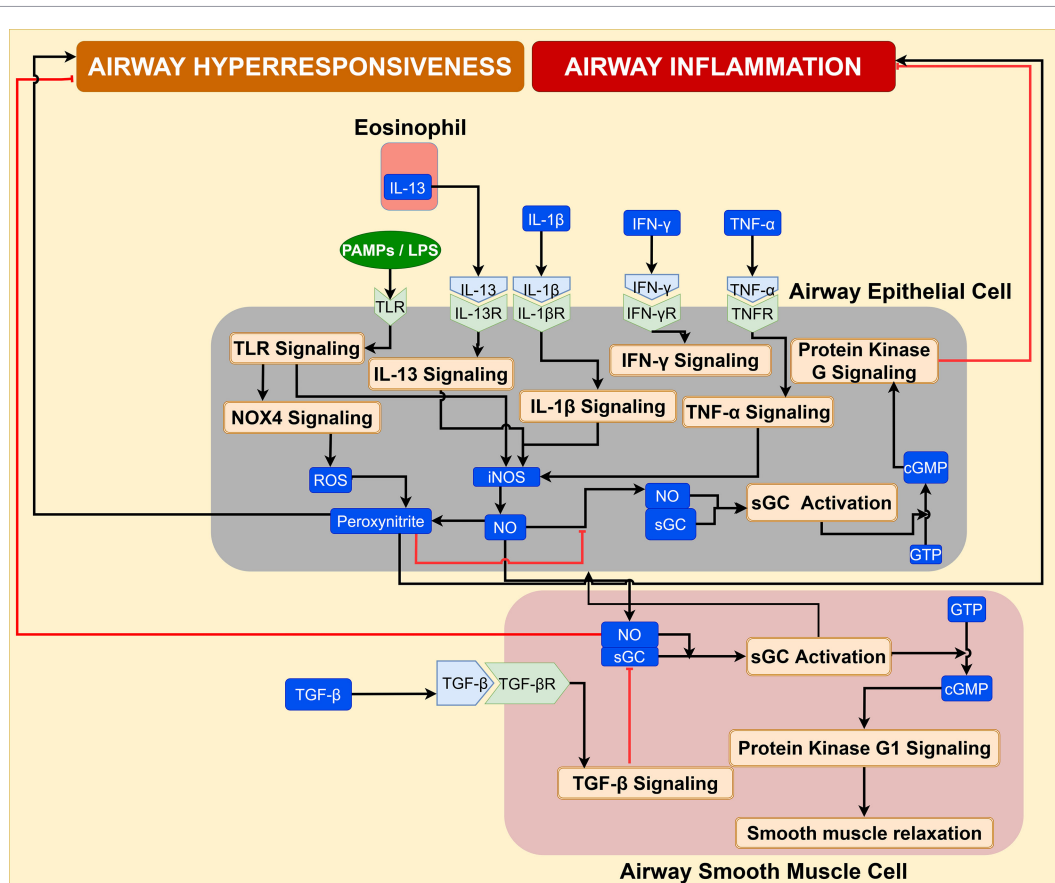 AIRWAY HYPERRESPONSIVENESS
AIRWAY INFLAMMATION
Eosinophil
IL-13
IL-1β
IFN-γ
TNF-α
PAMPs / LPS
IL-13
IL-1β
IFN-γ
TNF-α
Airway Epithelial Cell
TLR
IL-13R
IL-1βR
IFN-γR
TNFR
TLR Signaling
IL-13 Signaling
IFN-γ Signaling
Protein Kinase
G Signaling
NOX4 Signaling
IL-1β Signaling
TNF-α Signaling
ROS
iNOS
cGMP
NO
sGC
sGC Activation
Peroxynitrite
NO
GTP
NO
sGC
sGC Activation
GTP
TGF-β
TGF-β
TGF-βR
cGMP
Protein Kinase G1 Signaling
TGF-β Signaling
Smooth muscle relaxation
Airway Smooth Muscle Cell